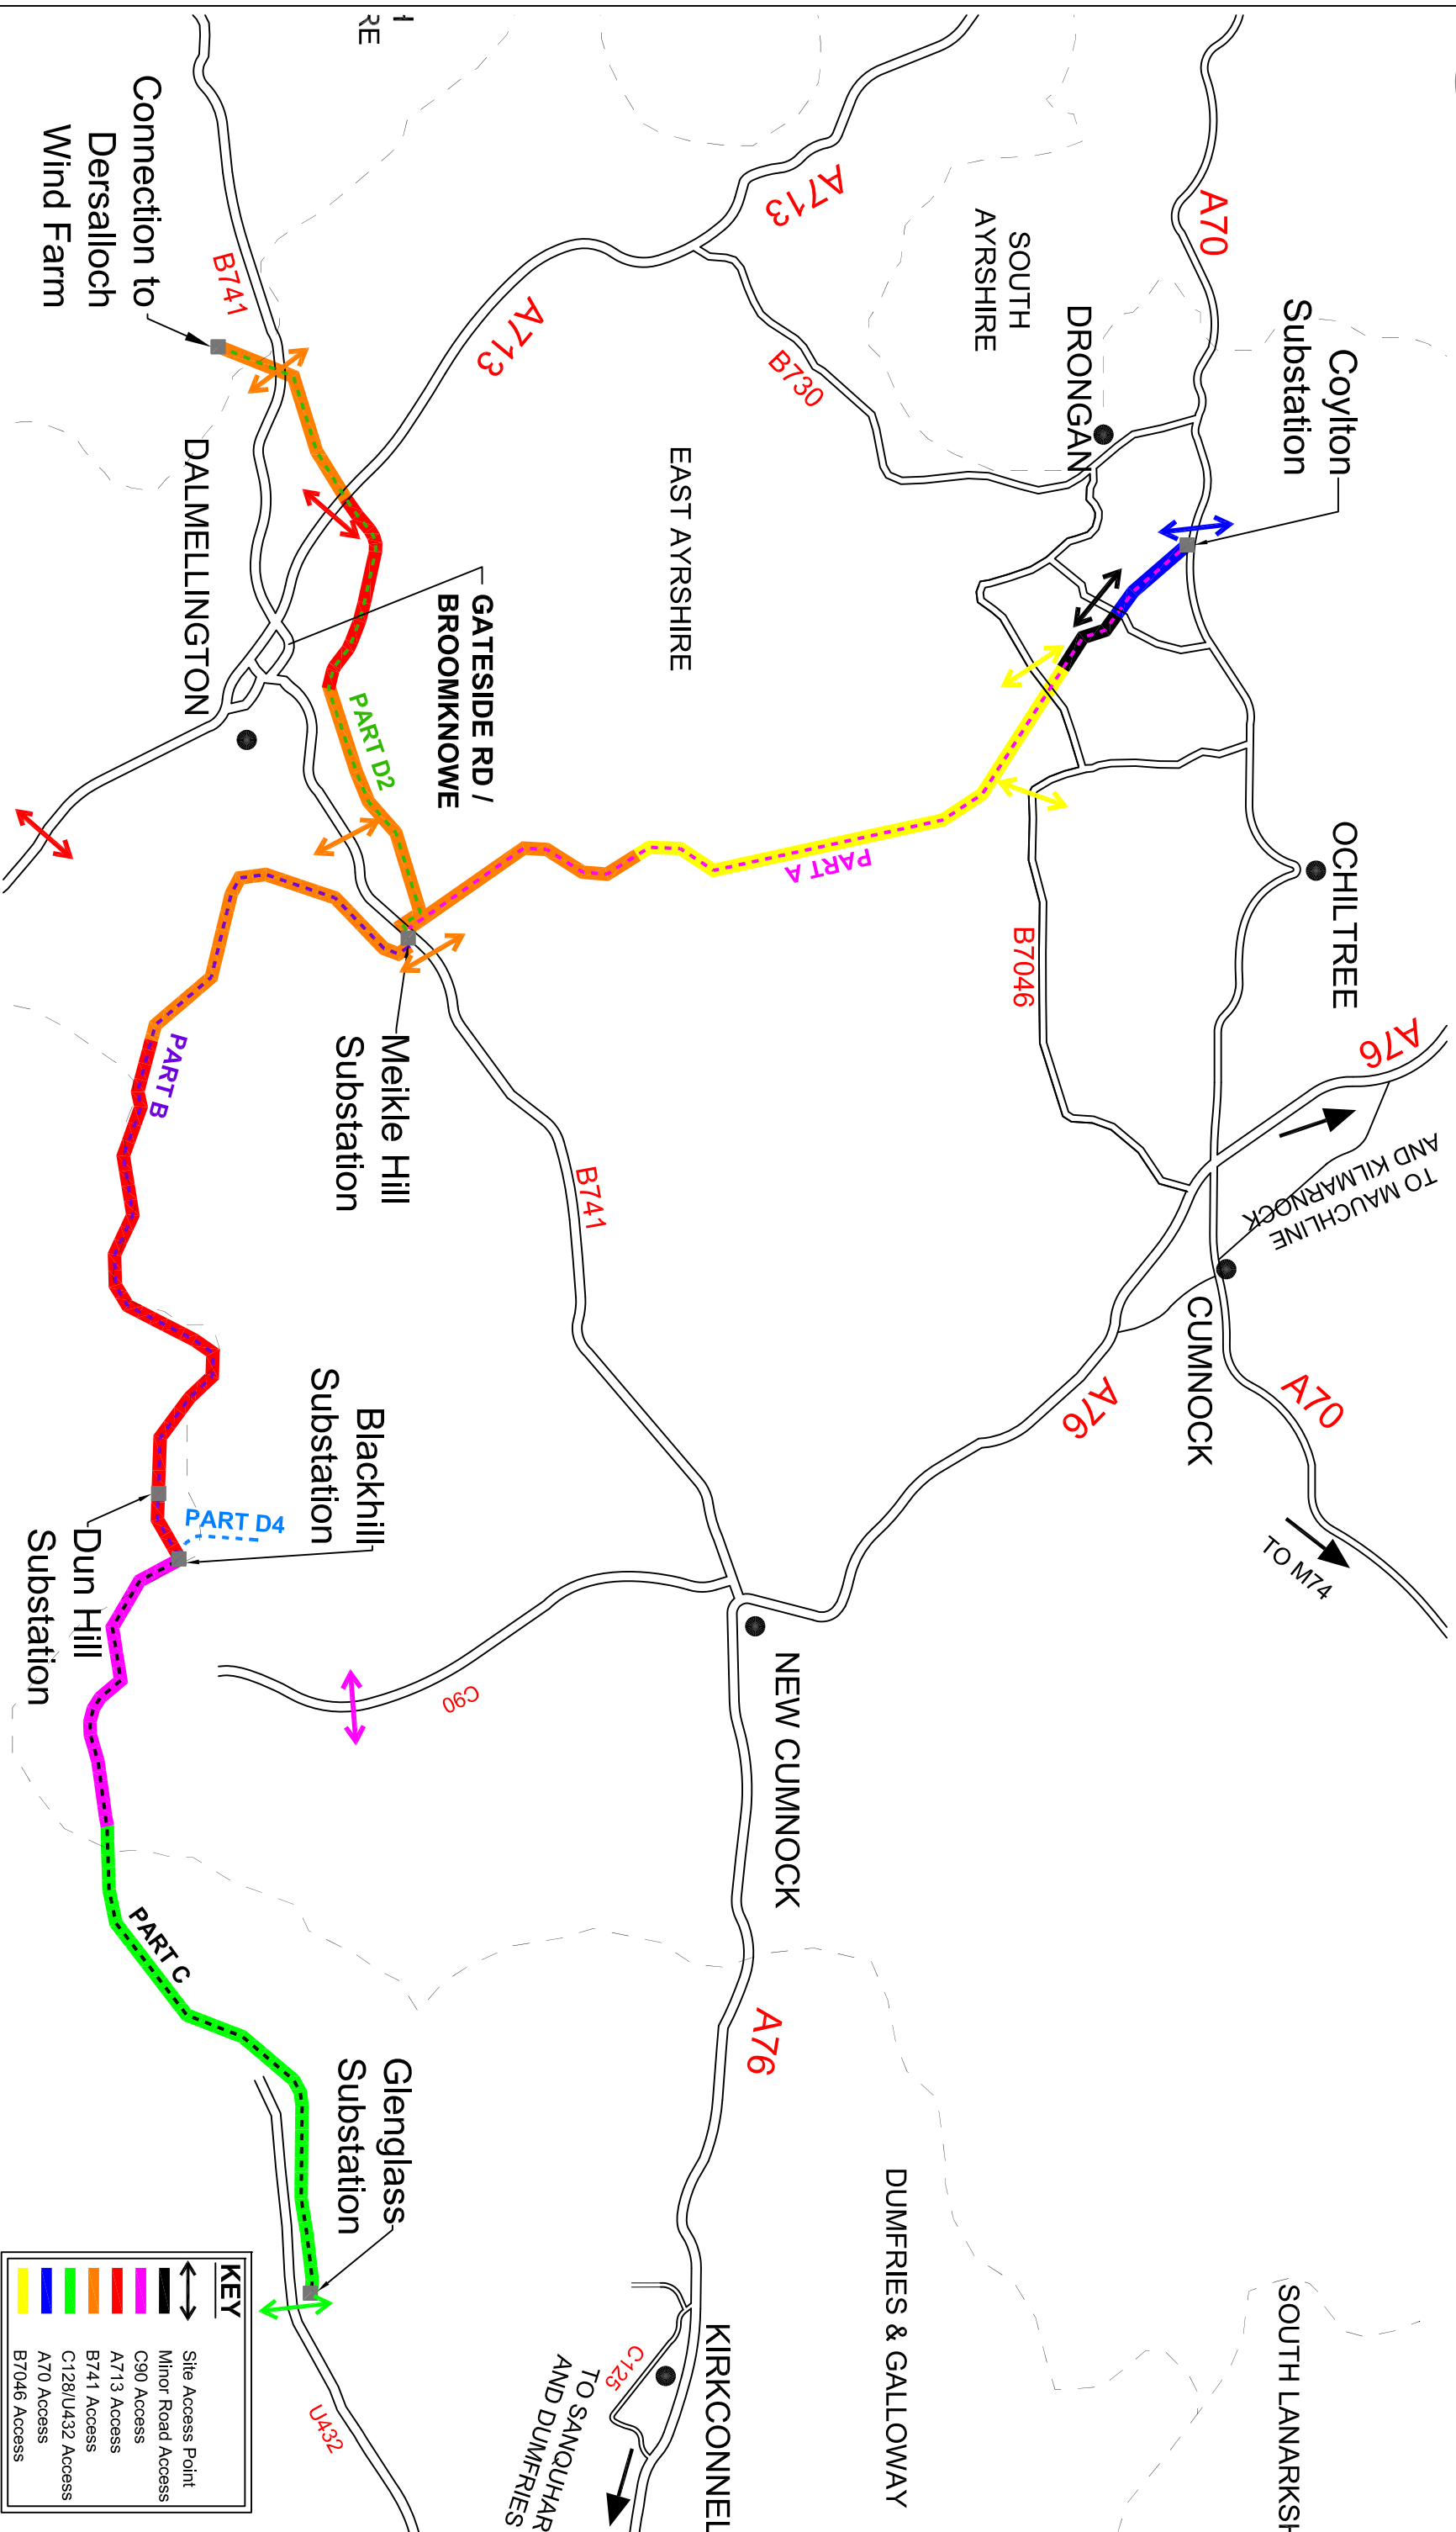 A70
Coylton
Substation
SOUTH
AYRSHIRE
DRONGAN
A713
A713
B730
RE
Connection to
Dersalloch
Wind Farm
B741
DALMELLINGTON
EAST AYRSHIRE
GATESIDE RD /
BROOMKNOWE
PART D2
PART A
OCHILTREE
B7046
A76
TO MAUCHLINE
AND KILMARNOCK
CUMNOCK
A70
TO M74
A76
Meikle Hill
Substation
PART B
B741
Blackhill
Substation
PART D4
Dun Hill
Substation
C90
NEW CUMNOCK
PART C
A76
Glenglass
Substation
U432
DUMFRIES & GALLOWAY
SOUTH LANARKSH
KIRKCONNEL
C125
TO SANQUHAR
AND DUMFRIES
KEY
Site Access Point
Minor Road Access
C90 Access
A713 Access
B741 Access
C128/U432 Access
A70 Access
B7046 Access